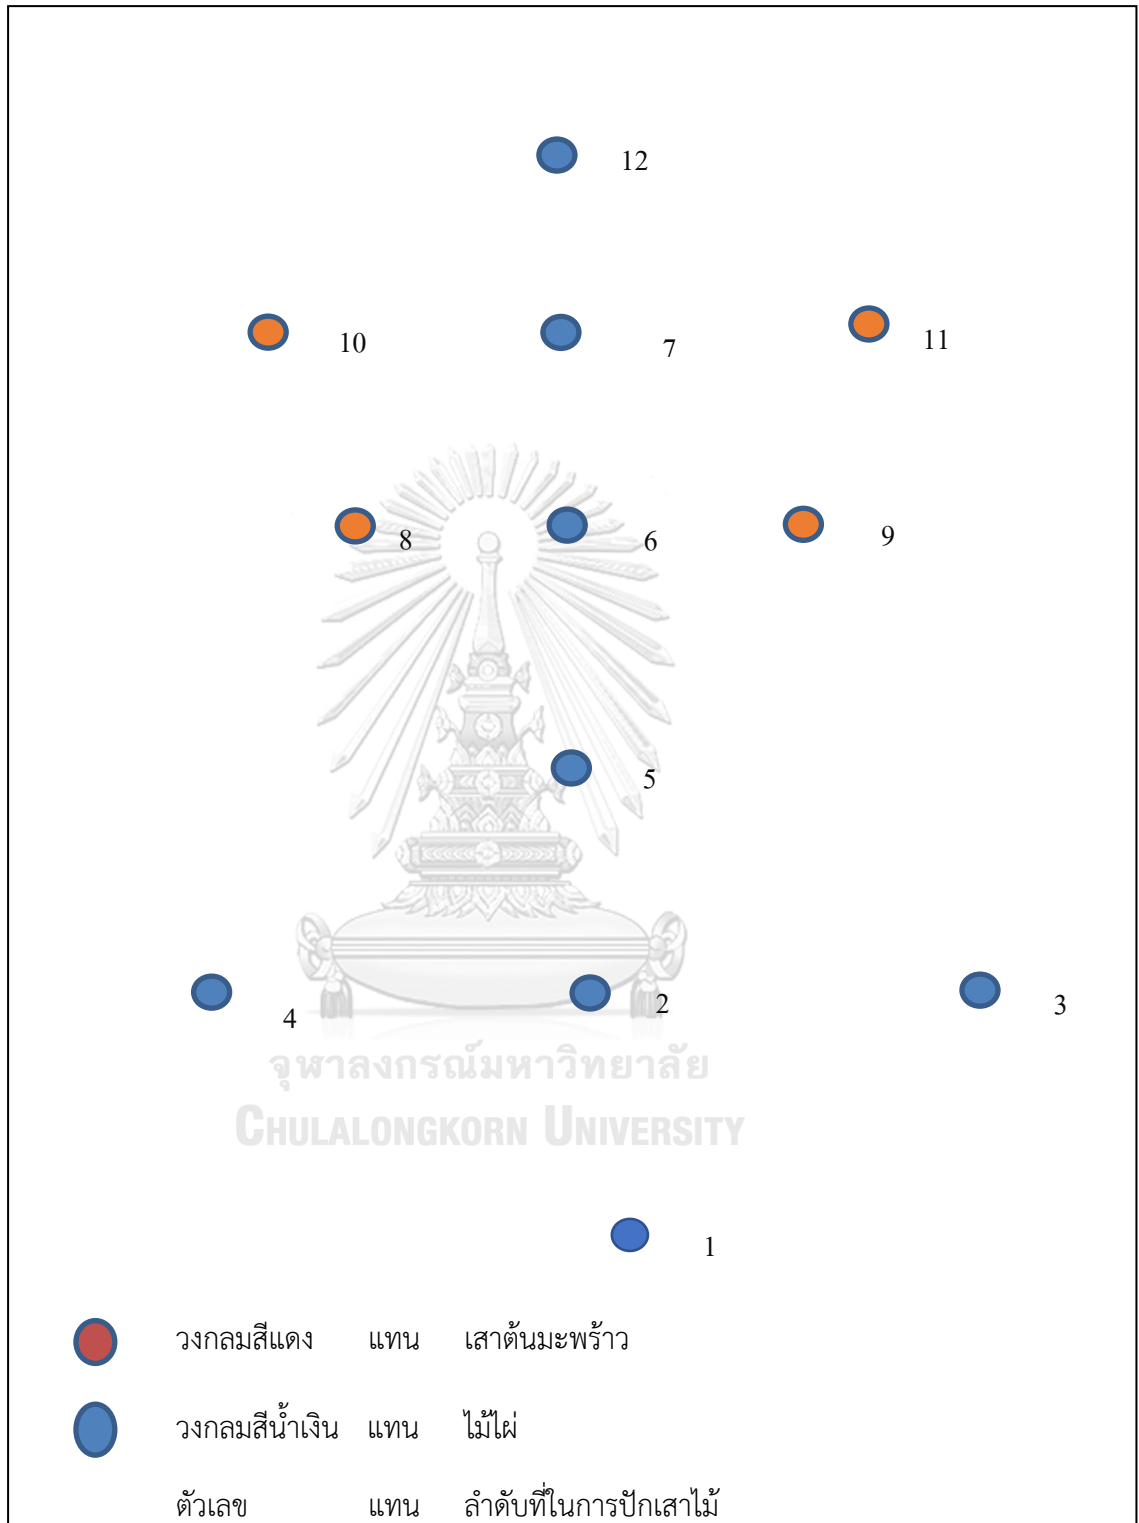 12
10 7 11
8 6 9
5
4 2 3
จุฬาลงกรณ์มหาวิทยาลัย
CHULALONGKORN UNIVERSITY
1
วงกลมสีแดง แทน เสาต้นมะพร้าว
วงกลมสีน้ำเงิน แทน ไม้ไผ่
ตัวเลข แทน ลำดับที่ในการปักเสาไม้